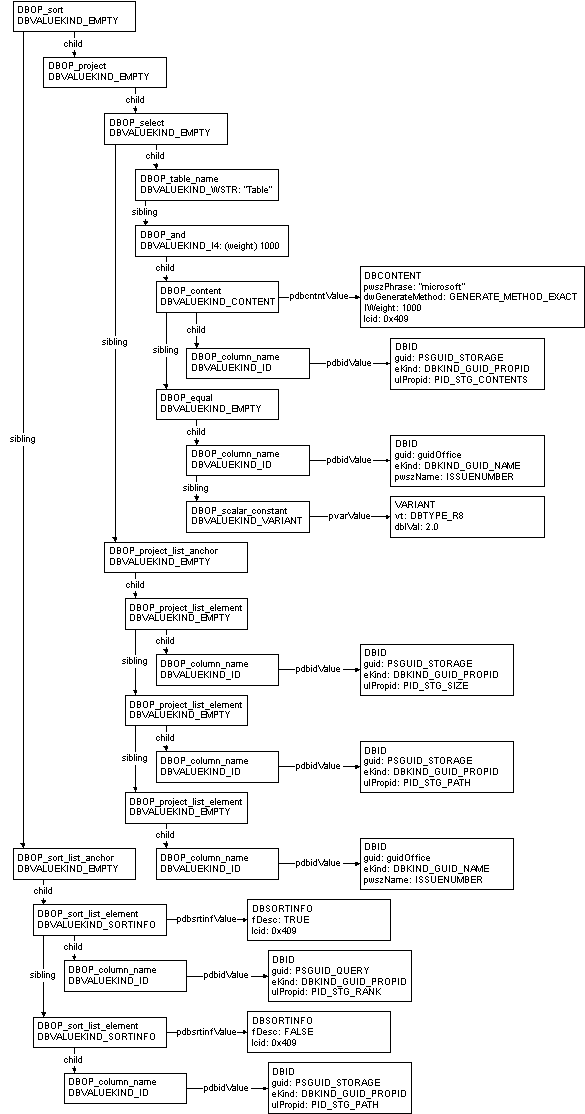 DBOP_sort
DBVALUEKIND_EMPTY
child
DBOP_project
DBVALUEKIND_EMPTY
child
DBOP_select
DBVALUEKIND_EMPTY
child
DBOP_table_name
DBVALUEKIND_WSTR: "Table"
sibling
DBOP_and
DBVALUEKIND_I4: (weight) 1000
child
DBOP_content
DBVALUEKIND_CONTENT
pdbcntntValue
DBCONTENT
pwszPhrase: "microsoft"
dwGenerateMethod: GENERATE_METHOD_EXACT
lWeight: 1000
lcid: 0x409
child
sibling
sibling
DBOP_column_name
DBVALUEKIND_ID
pdbidValue
DBID
guid: PSGUID_STORAGE
eKind: DBKIND_GUID_PROPID
ulPropid: PID_STG_CONTENTS
DBOP_equal
DBVALUEKIND_EMPTY
child
sibling
DBOP_column_name
DBVALUEKIND_ID
pdbidValue
DBID
guid: guidOffice
eKind: DBKIND_GUID_NAME
pwszName: ISSUENUMBER
sibling
DBOP_scalar_constant
DBVALUEKIND_VARIANT
pvarValue
VARIANT
vt: DBTYPE_R8
dblVal: 2.0
DBOP_project_list_anchor
DBVALUEKIND_EMPTY
child
DBOP_project_list_element
DBVALUEKIND_EMPTY
child
sibling
DBOP_column_name
DBVALUEKIND_ID
pdbidValue
DBID
guid: PSGUID_STORAGE
eKind: DBKIND_GUID_PROPID
ulPropid: PID_STG_SIZE
DBOP_project_list_element
DBVALUEKIND_EMPTY
child
sibling
DBOP_column_name
DBVALUEKIND_ID
pdbidValue
DBID
guid: PSGUID_STORAGE
eKind: DBKIND_GUID_PROPID
ulPropid: PID_STG_PATH
DBOP_project_list_element
DBVALUEKIND_EMPTY
child
DBOP_column_name
DBVALUEKIND_ID
pdbidValue
DBID
guid: guidOffice
eKind: DBKIND_GUID_NAME
pwszName: ISSUENUMBER
DBOP_sort_list_anchor
DBVALUEKIND_EMPTY
child
DBOP_sort_list_element
DBVALUEKIND_SORTINFO
pdbsrtinfValue
DBSORTINFO
fDesc: TRUE
lcid: 0x409
child
sibling
DBOP_column_name
DBVALUEKIND_ID
pdbidValue
DBID
guid: PSGUID_QUERY
eKind: DBKIND_GUID_PROPID
ulPropid: PID_STG_RANK
DBOP_sort_list_element
DBVALUEKIND_SORTINFO
pdbsrtinfValue
DBSORTINFO
fDesc: FALSE
lcid: 0x409
child
DBOP_column_name
DBVALUEKIND_ID
pdbidValue
DBID
guid: PSGUID_STORAGE
eKind: DBKIND_GUID_PROPID
ulPropid: PID_STG_PATH